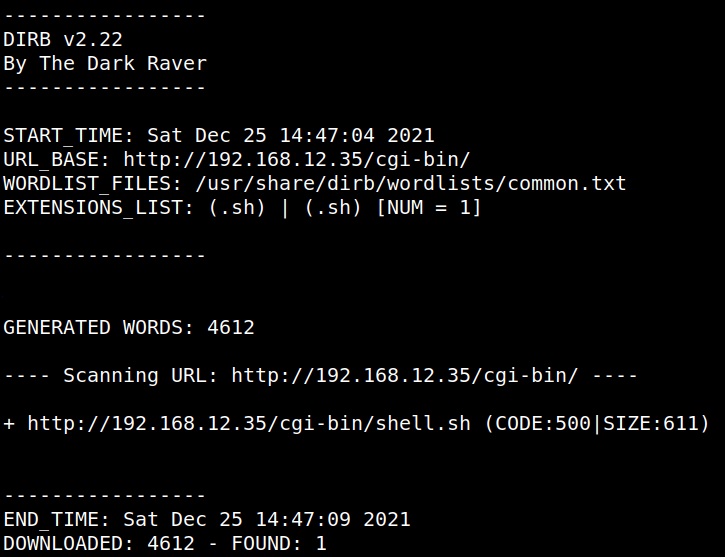 -----------------
DIRB v2.22
By The Dark Raver
-----------------
START_TIME: Sat Dec 25 14:47:04 2021
URL_BASE: http://192.168.12.35/cgi-bin/
WORDLIST_FILES: /usr/share/dirb/wordlists/common.txt
EXTENSIONS_LIST: (.sh) | (.sh) [NUM = 1]
-----------------
GENERATED WORDS: 4612
---- Scanning URL: http://192.168.12.35/cgi-bin/ ----
+ http://192.168.12.35/cgi-bin/shell.sh (CODE:500|SIZE:611)
-----------------
END_TIME: Sat Dec 25 14:47:09 2021
DOWNLOADED: 4612 - FOUND: 1